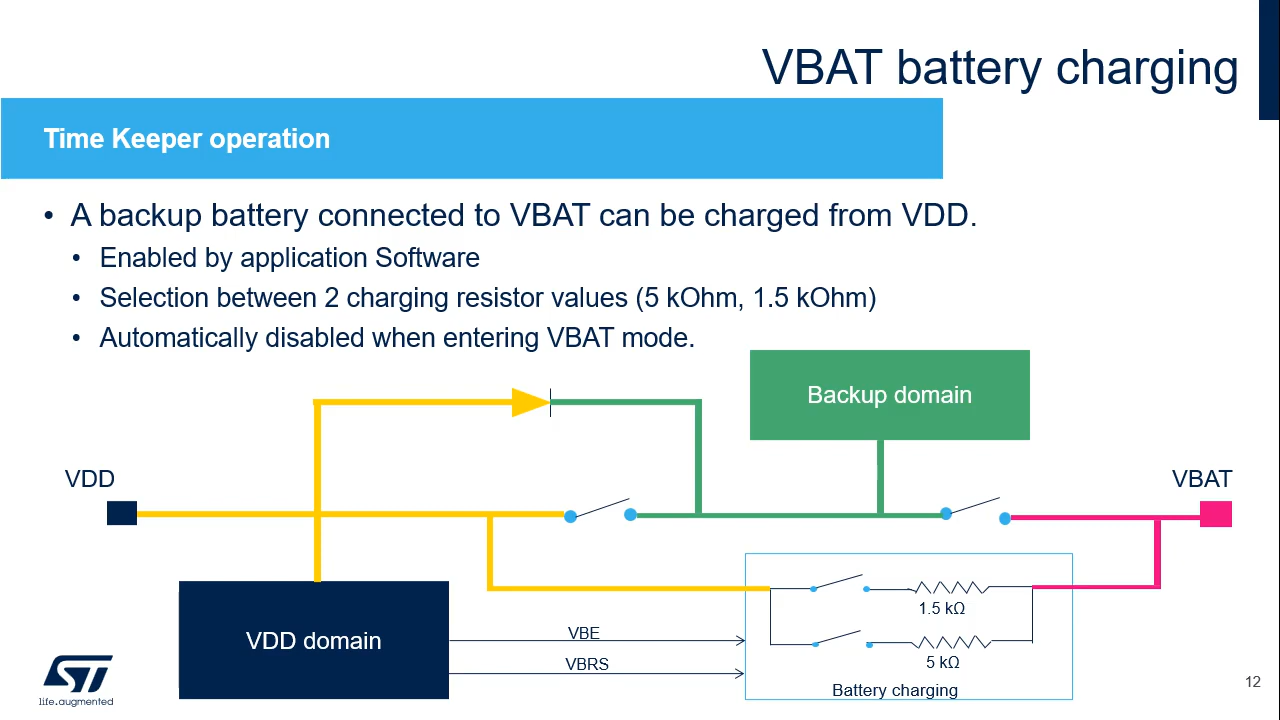 VBAT battery charging
Time Keeper operation
• A backup battery connected to VBAT can be charged from VDD.
• Enabled by application Software
• Selection between 2 charging resistor values (5 kOhm, 1.5 kOhm)
• Automatically disabled when entering VBAT mode.
Backup domain
VDD
VBAT
1.5 kΩ
VDD domain
VBE
VBRS
5 kΩ
Battery charging
ST
life.augmented
12